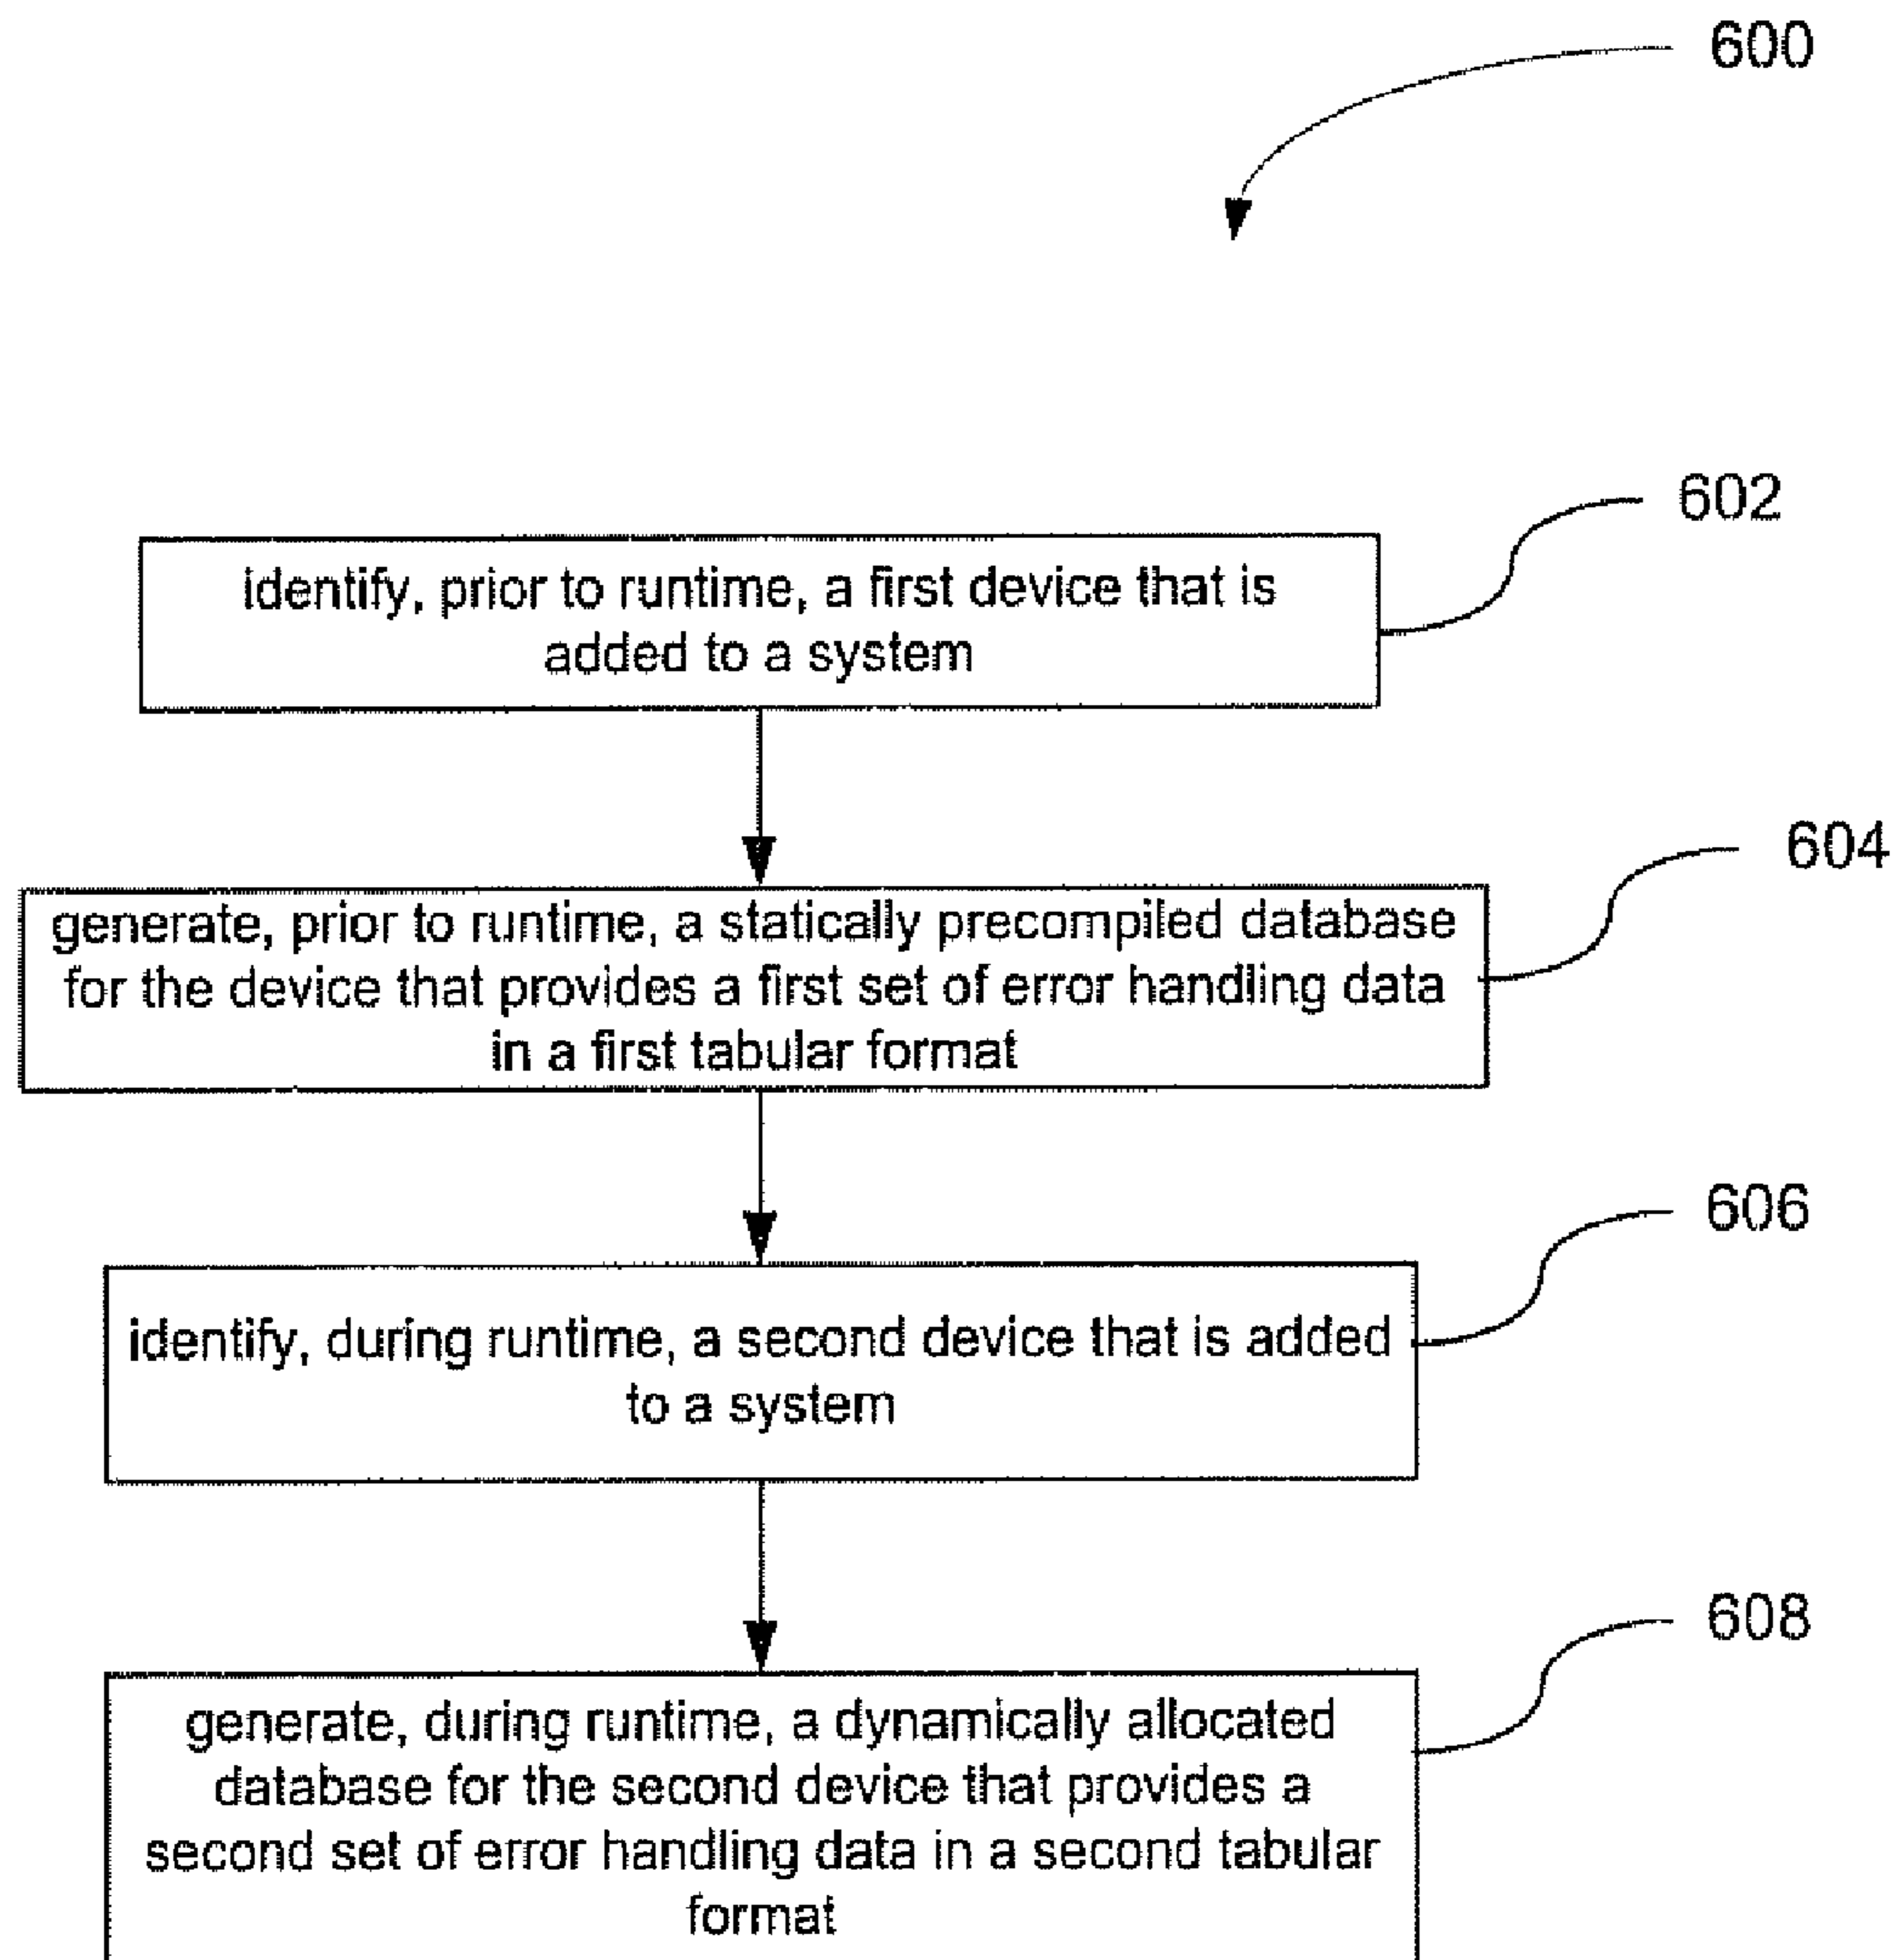 600
602
identify, prior to runtime, a first device that is
added to a system
604
generate, prior to runtime, a statically precompiled database
for the device that provides a first set of error handling data
in a first tabular format
606
identify, during runtime, a second device that is added
to a system
608
generate, during runtime, a dynamically allocated
database for the second device that provides a
second set of error handling data in a second tabular
format